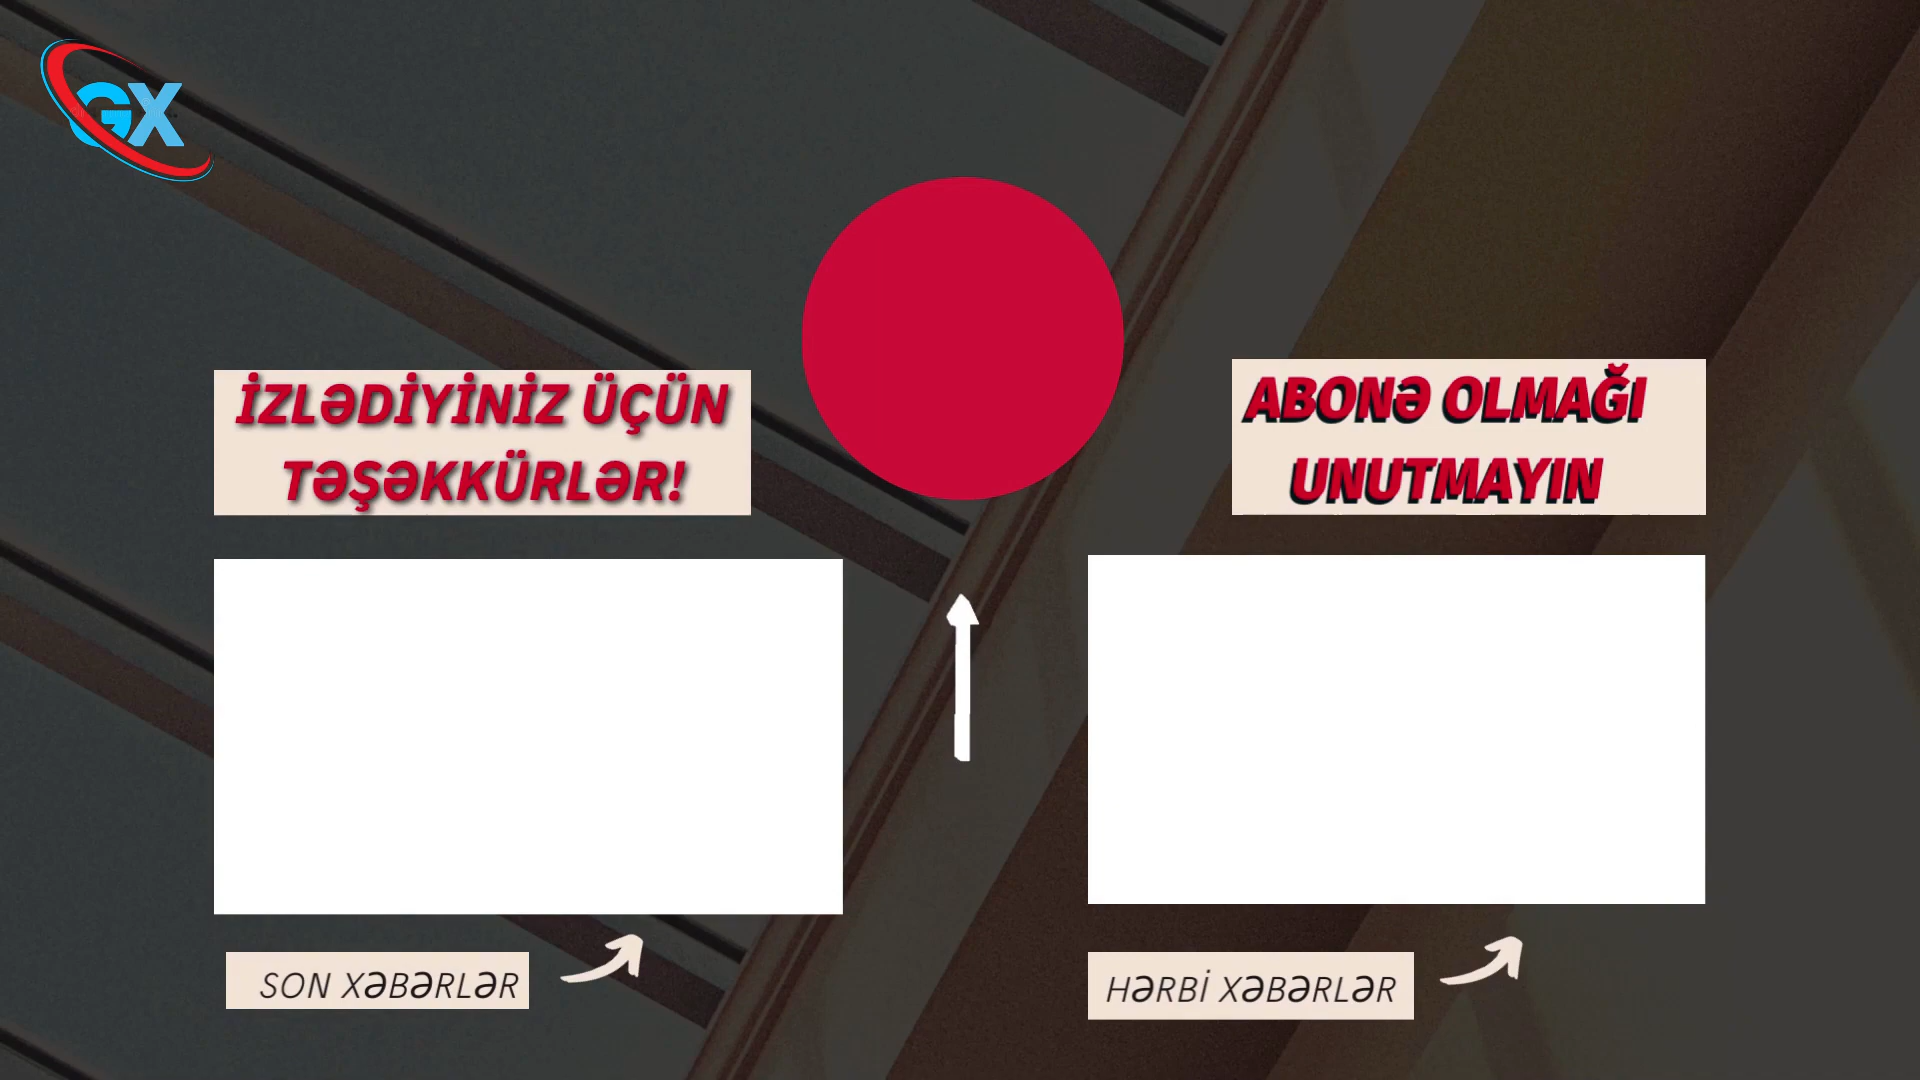 GX
İZLƏDİYİNİZ ÜÇÜN
TƏŞƏKKÜRLƏR!
ABONƏ OLMAĞI
UNUTMAYIN
SON XƏBƏRLƏR
HƏRBİ XƏBƏRLƏR